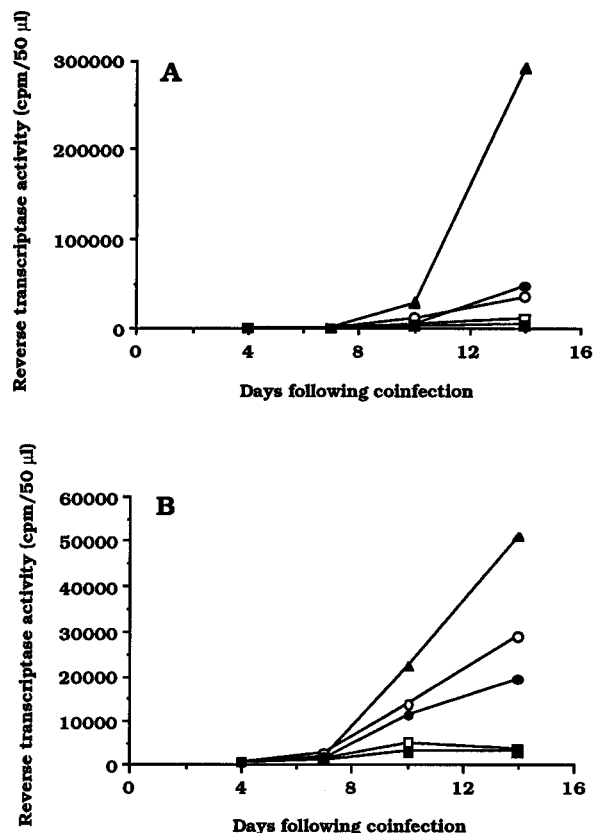 A
Reverse transcriptase activity (cpm/50 µl)
300000
200000
100000
0
0 4 8 12 16
Days following coinfection
B
Reverse transcriptase activity (cpm/50 µl)
60000
50000
40000
30000
20000
10000
0
0 4 8 12 16
Days following coinfection